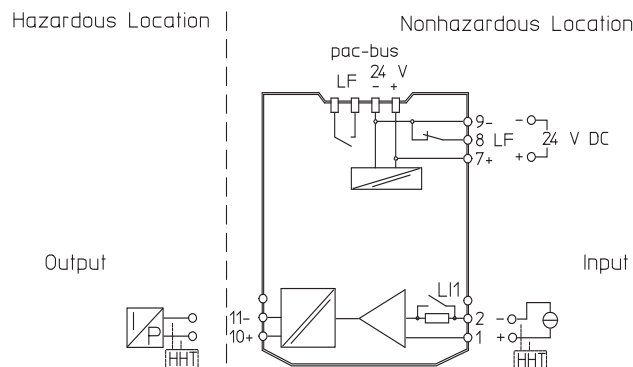 Hazardous Location
Nonhazardous Location
pac-bus
LF
24 V
- +
9-
8 LF
7+
-
+
24 V DC
Output
Input
LI1
I
P
HHT
11-
10+
2
1
-
+
HHT